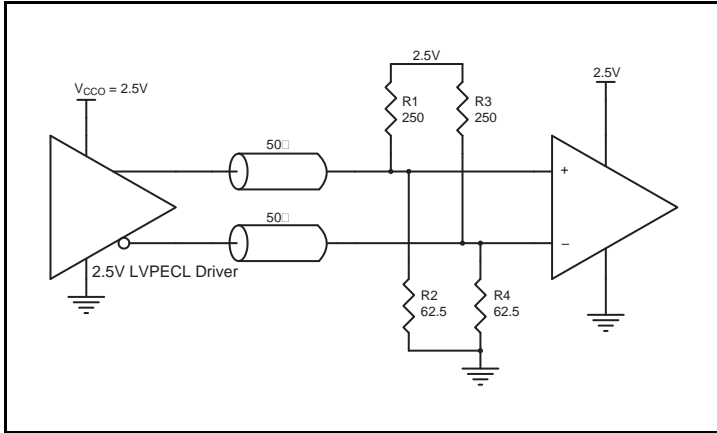 2.5V
2.5V
VCCO = 2.5V
R1
250
R3
250
50□
+
50□
−
2.5V LVPECL Driver
R2
62.5
R4
62.5